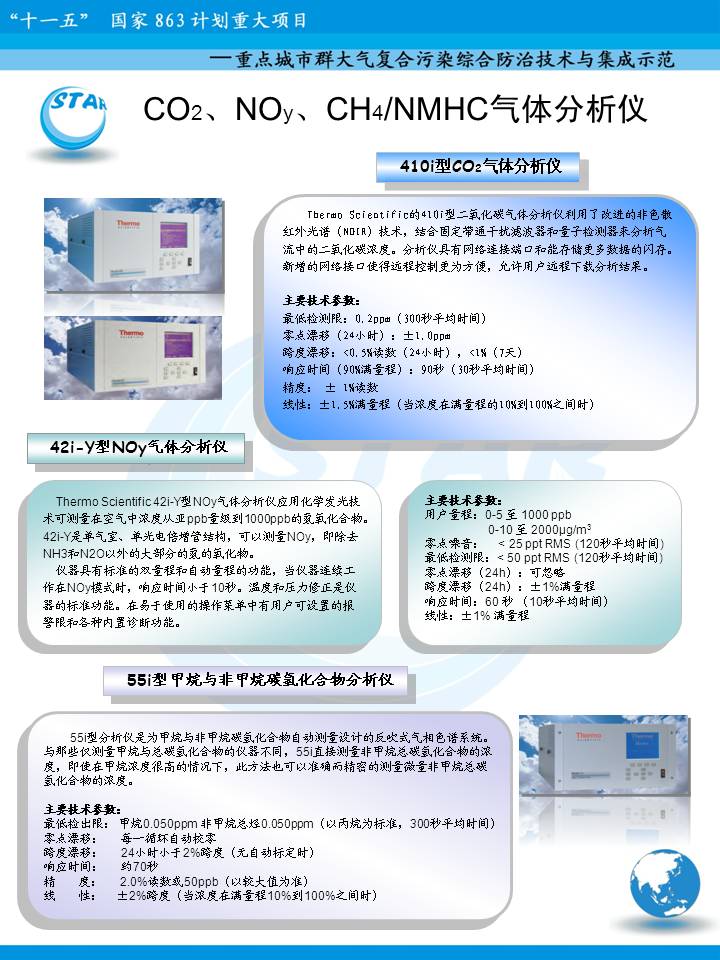 “十一五” 国家 863 计划重大项目
—重点城市群大气复合污染综合防治技术与集成示范
STAR
CO2、NOy、CH4/NMHC气体分析仪
410i型CO2气体分析仪
Thermo Scientific的410i型二氧化碳气体分析仪利用了改进的非色散
红外光谱（NDIR）技术，结合固定带通干扰滤波器和量子检测器来分析气
流中的二氧化碳浓度。分析仪具有网络连接端口和能存储更多数据的闪存。
新增的网络接口使得远程控制更为方便，允许用户远程下载分析结果。
主要技术参数：
最低检测限：0.2ppm（300秒平均时间）
零点漂移（24小时）：±1.0ppm
跨度漂移：<0.5%读数（24小时），<1%（7天）
响应时间（90%满量程）：90秒（30秒平均时间）
精度： ± 1%读数
线性：±1.5%满量程（当浓度在满量程的10%到100%之间时）
Thermo
SCIENTIFIC
Thermo
SCIENTIFIC
42i-Y型NOy气体分析仪
Thermo Scientific 42i-Y型NOy气体分析仪应用化学发光技
术可测量在空气中浓度从亚ppb量级到1000ppb的氮氧化合物。
42i-Y是单气室、单光电倍增管结构，可以测量NOy，即除去
NH3和N2O以外的大部分的氮的氧化物。
仪器具有标准的双量程和自动量程的功能，当仪器连续工
作在NOy模式时，响应时间小于10秒。温度和压力修正是仪
器的标准功能。在易于使用的操作菜单中有用户可设置的报
警限和各种内置诊断功能。
主要技术参数：
用户量程：0-5 至 1000 ppb
0-10 至 2000μg/m3
零点噪音： < 25 ppt RMS (120秒平均时间)
最低检测限：< 50 ppt RMS (120秒平均时间)
零点漂移（24h）：可忽略
跨度漂移（24h）：±1%满量程
响应时间：60 秒 （10秒平均时间）
线性：±1% 满量程
55i型甲烷与非甲烷碳氢化合物分析仪
55i型分析仪是为甲烷与非甲烷碳氢化合物自动测量设计的反吹式气相色谱系统。
与那些仅测量甲烷与总碳氢化合物的仪器不同，55i直接测量非甲烷总碳氢化合物的浓
度，即使在甲烷浓度很高的情况下，此方法也可以准确而精密的测量微量非甲烷总碳
氢化合物的浓度。
主要技术参数：
最低检出限： 甲烷0.050ppm 非甲烷总烃0.050ppm（以丙烷为标准，300秒平均时间）
零点漂移： 每一循环自动校零
跨度漂移： 24小时小于2%跨度（无自动标定时）
响应时间： 约70秒
精 度： 2.0%读数或50ppb（以较大值为准）
线 性： ±2%跨度（当浓度在满量程10%到100%之间时）
Thermo
SCIENTIFIC